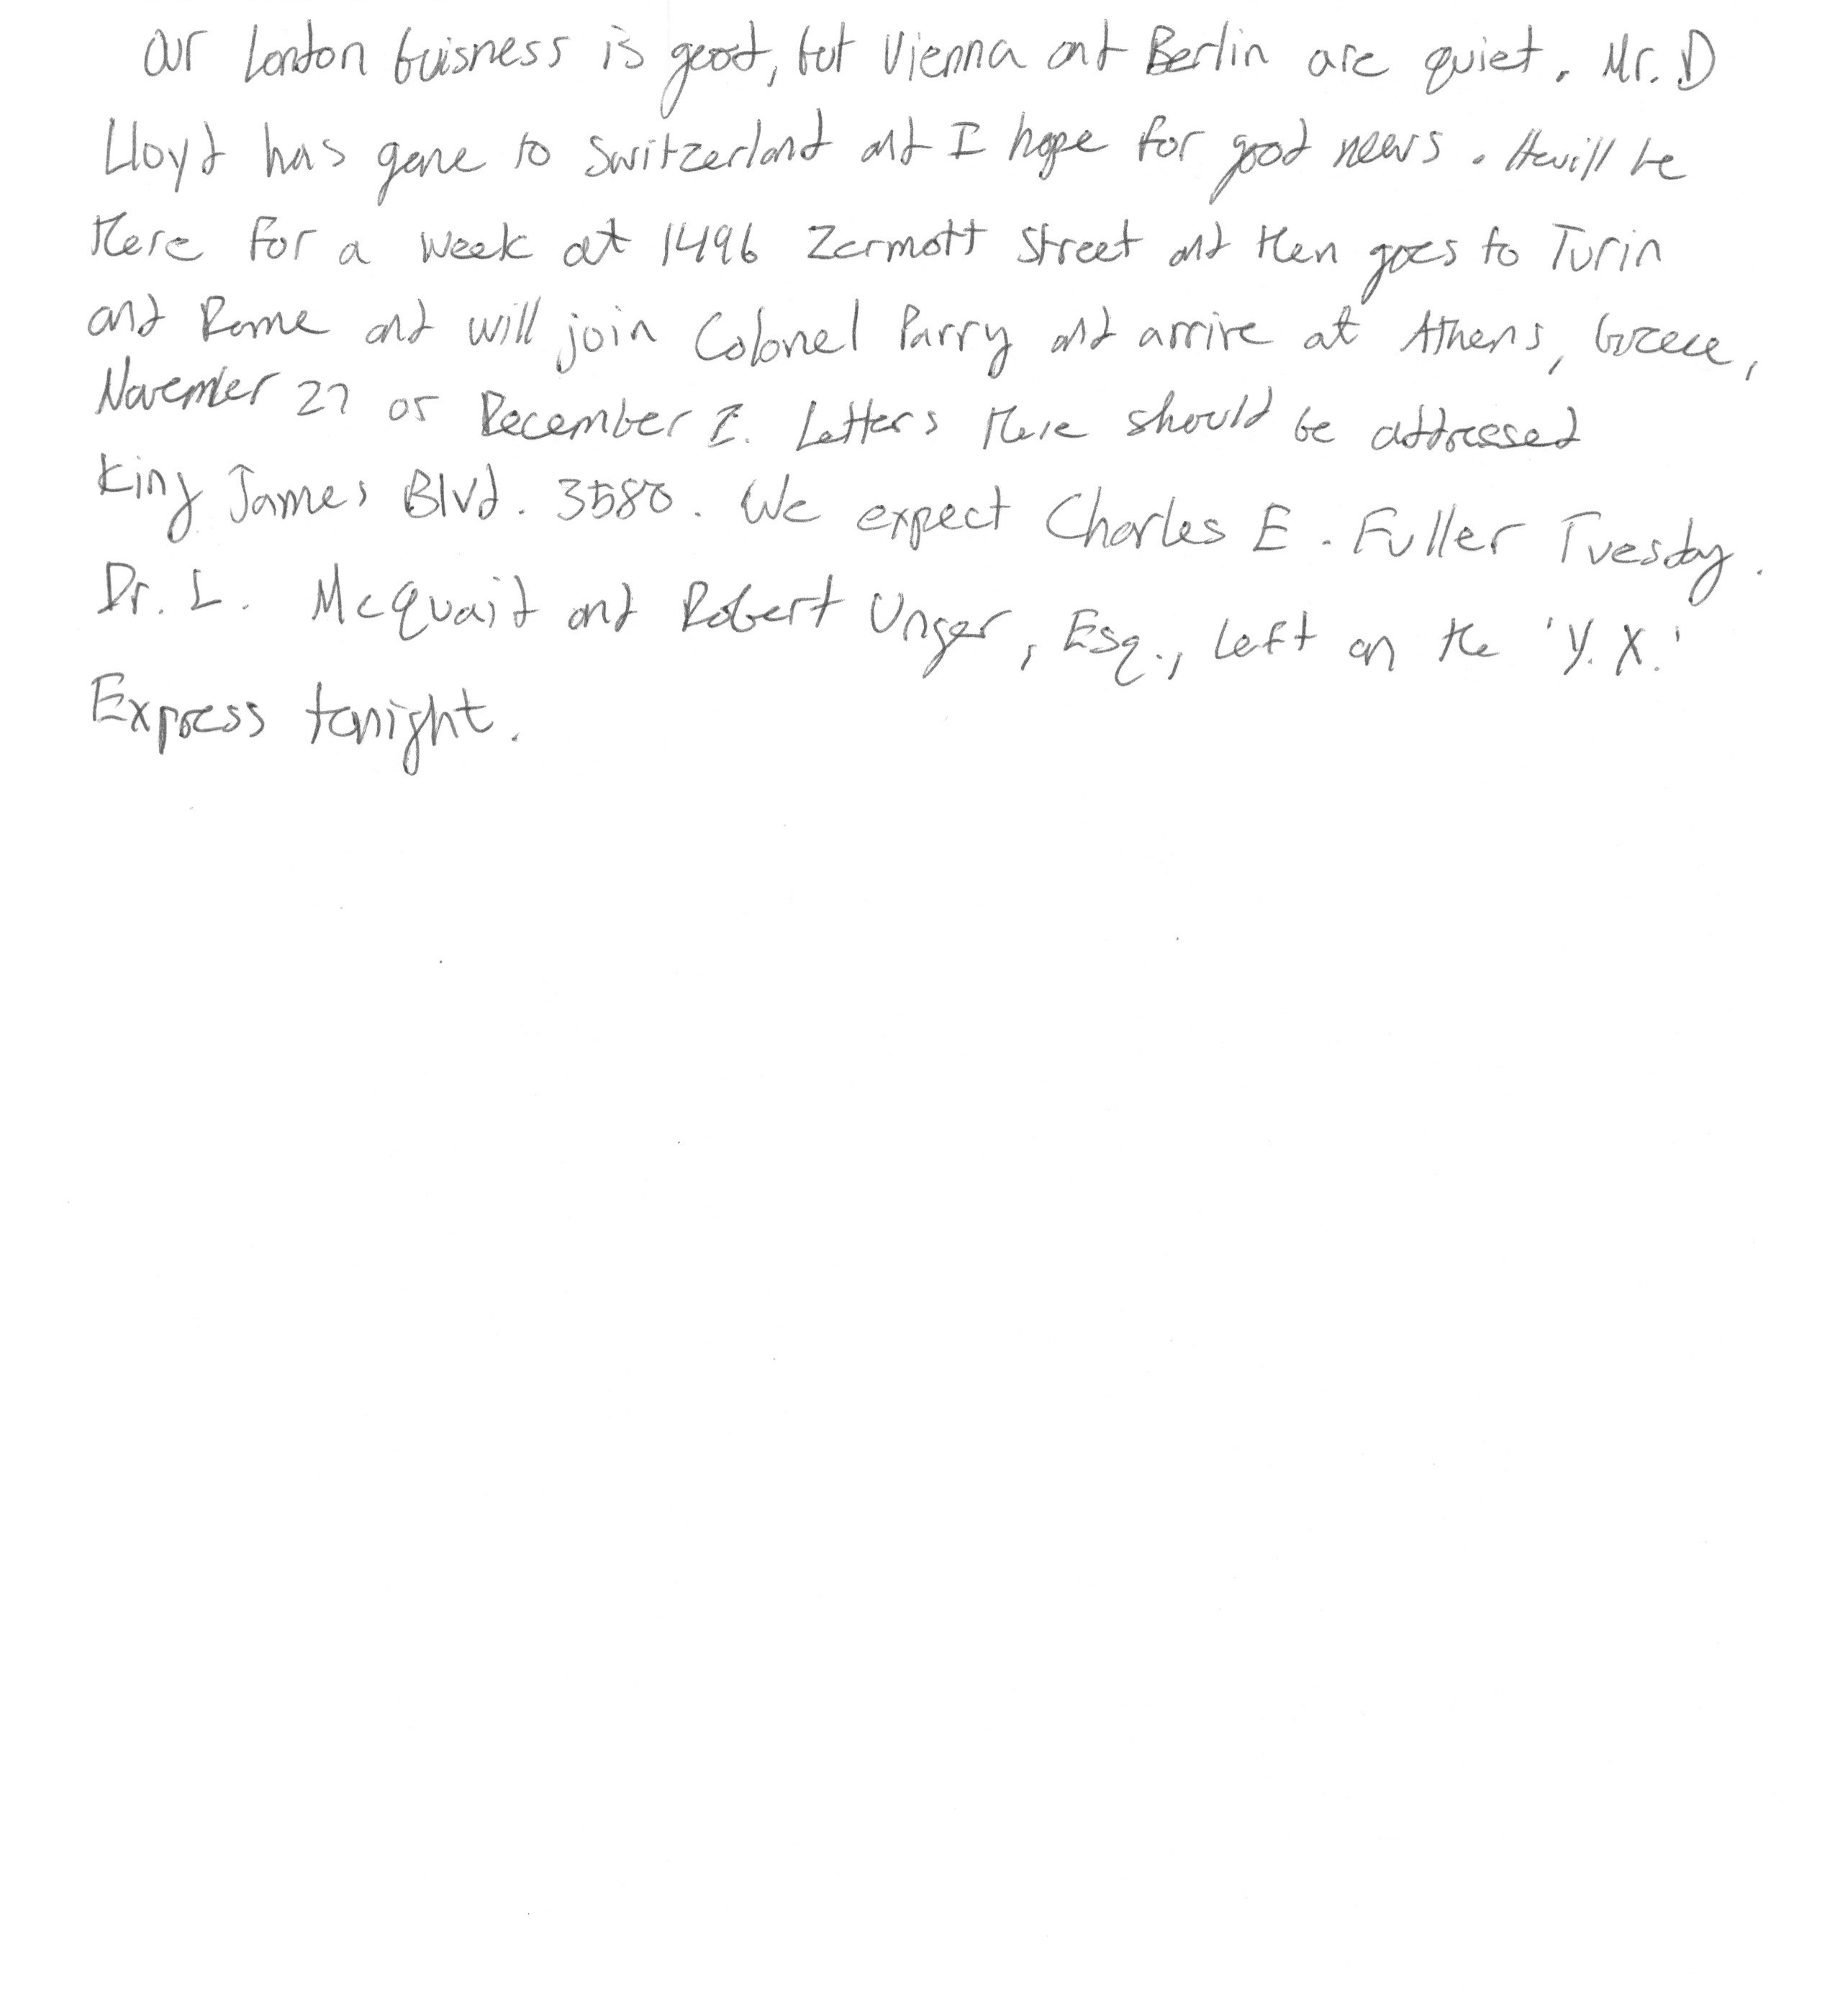 Our London buisness is good, but Vienna and Berlin are quiet. Mr. D
Lloyd has gone to Switzerland and I hope for good news. He will be
there for a week at 1496 Zermott Street and then goes to Turin
and Rome and will join Colonel Parry and arrive at Athens, Greece,
November 27 or December 2. Letters there should be addressed
King James Blvd. 3580. We expect Charles E. Fuller Tuesday.
Dr. L. McQuaid and Robert Unger, Esq., left on the 'Y.X.'
Express tonight.